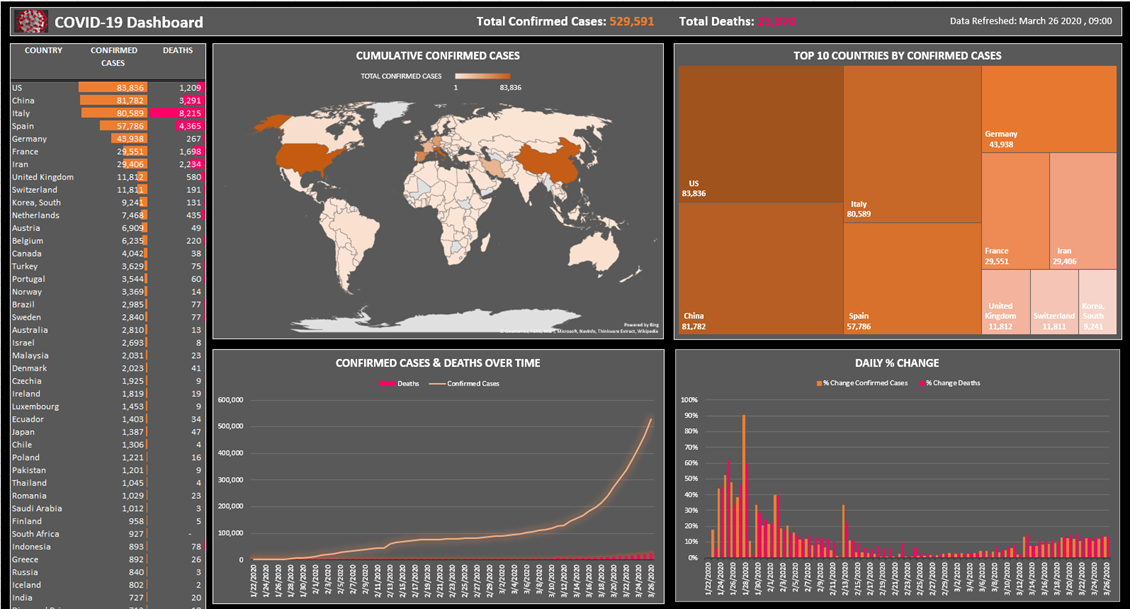 COVID-19 Dashboard
Total Confirmed Cases: 529,591
Total Deaths:
Data Refreshed: March 26 2020 , 09:00
COUNTRY CONFIRMED CASES DEATHS
US 83,836 1,209
China 81,782 3,291
Italy 80,589 8,215
Spain 57,786 4,365
Germany 43,938 267
France 29,551 1,698
Iran 29,406 2,234
United Kingdom 11,812 580
Switzerland 11,811 191
Korea, South 9,241 131
Netherlands 7,468 435
Austria 6,909 49
Belgium 6,235 220
Canada 4,042 38
Turkey 3,629 75
Portugal 3,544 60
Norway 3,369 14
Brazil 2,985 77
Sweden 2,840 77
Australia 2,810 13
Israel 2,693 8
Malaysia 2,031 23
Denmark 2,023 41
Czechia 1,925 9
Ireland 1,819 19
Luxembourg 1,453 9
Ecuador 1,403 34
Japan 1,387 47
Chile 1,306 4
Poland 1,221 16
Pakistan 1,201 9
Thailand 1,045 4
Romania 1,029 23
Saudi Arabia 1,012 3
Finland 958 5
South Africa 927 -
Indonesia 893 78
Greece 892 26
Russia 840 3
Iceland 802 2
India 727 20
CUMULATIVE CONFIRMED CASES
TOTAL CONFIRMED CASES
1 83,836
Powered by Bing
Microsoft, Navinfo, Thinkware Extract, Wikipedia
TOP 10 COUNTRIES BY CONFIRMED CASES
US
83,836
China
81,782
Italy
80,589
Spain
57,786
Germany
43,938
France
29,551
Iran
29,406
United
Kingdom
11,812
Switzerland
11,811
Korea,
South
9,241
CONFIRMED CASES & DEATHS OVER TIME
Deaths Confirmed Cases
600,000
500,000
400,000
300,000
200,000
100,000
0
1/22/2020 1/24/2020 1/26/2020 1/28/2020 1/30/2020 2/1/2020 2/3/2020 2/5/2020 2/7/2020 2/9/2020 2/11/2020 2/13/2020 2/15/2020 2/17/2020 2/19/2020 2/21/2020 2/23/2020 2/25/2020 2/27/2020 2/29/2020 3/2/2020 3/4/2020 3/6/2020 3/8/2020 3/10/2020 3/12/2020 3/14/2020 3/16/2020 3/18/2020 3/20/2020 3/22/2020 3/24/2020 3/26/2020
DAILY % CHANGE
% Change Confirmed Cases % Change Deaths
100%
90%
80%
70%
60%
50%
40%
30%
20%
10%
0%
1/22/2020 1/24/2020 1/26/2020 1/28/2020 1/30/2020 2/1/2020 2/3/2020 2/5/2020 2/7/2020 2/9/2020 2/11/2020 2/13/2020 2/15/2020 2/17/2020 2/19/2020 2/21/2020 2/23/2020 2/25/2020 2/27/2020 2/29/2020 3/2/2020 3/4/2020 3/6/2020 3/8/2020 3/10/2020 3/12/2020 3/14/2020 3/16/2020 3/18/2020 3/20/2020 3/22/2020 3/24/2020 3/26/2020